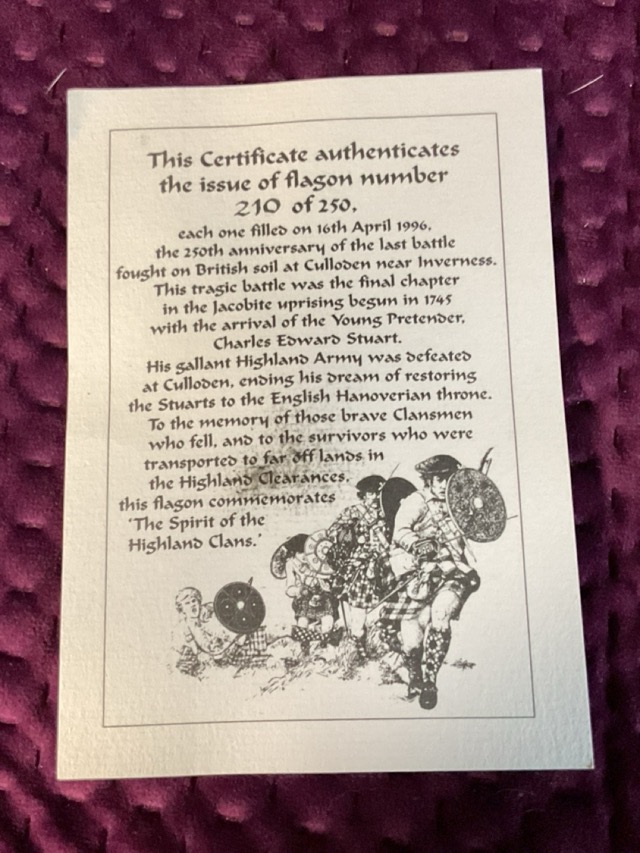 This Certificate authenticates
the issue of flagon number
210 of 250,
each one filled on 16th April 1996,
the 250th anniversary of the last battle
fought on British soil at Culloden near Inverness.
This tragic battle was the final chapter
in the Jacobite uprising begun in 1745
with the arrival of the Young Pretender,
Charles Edward Stuart.
His gallant Highland Army was defeated
at Culloden, ending his dream of restoring
the Stuarts to the English Hanoverian throne.
To the memory of those brave Clansmen
who fell, and to the survivors who were
transported to far off lands in
the Highland Clearances,
this flagon commemorates
'The Spirit of the
Highland Clans.'